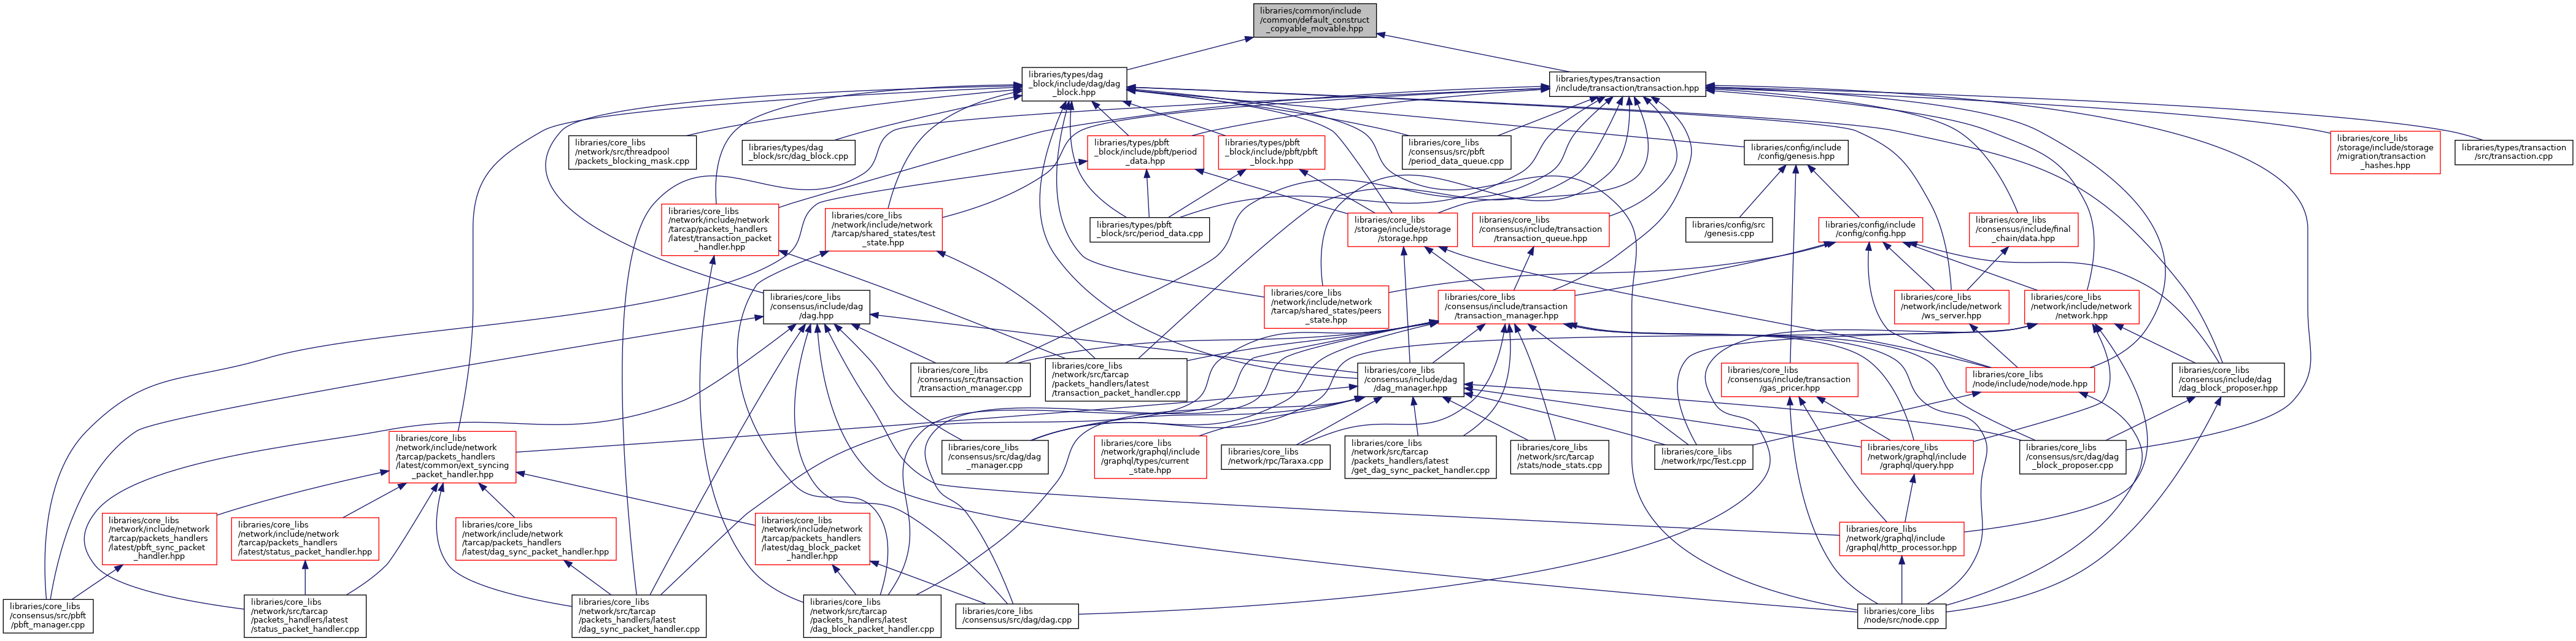 libraries/common/include
/common/default_construct
_copyable_movable.hpp
libraries/types/dag
_block/include/dag/dag
_block.hpp
libraries/types/transaction
/include/transaction/transaction.hpp
libraries/core_libs
/network/src/threadpool
/packets_blocking_mask.cpp
libraries/types/dag
_block/src/dag_block.cpp
libraries/types/pbft
_block/include/pbft/period
_data.hpp
libraries/types/pbft
_block/include/pbft/pbft
_block.hpp
libraries/core_libs
/consensus/src/pbft
/period_data_queue.cpp
libraries/config/include
/config/genesis.hpp
libraries/core_libs
/storage/include/storage
/migration/transaction
_hashes.hpp
libraries/types/transaction
/src/transaction.cpp
libraries/core_libs
/network/include/network
/tarcap/packets_handlers
/latest/transaction_packet
_handler.hpp
libraries/core_libs
/network/include/network
/tarcap/shared_states/test
_state.hpp
libraries/types/pbft
_block/src/period_data.cpp
libraries/core_libs
/storage/include/storage
/storage.hpp
libraries/core_libs
/consensus/include/transaction
/transaction_queue.hpp
libraries/config/src
/genesis.cpp
libraries/config/include
/config/config.hpp
libraries/core_libs
/consensus/include/final
_chain/data.hpp
libraries/core_libs
/consensus/include/dag
/dag.hpp
libraries/core_libs
/network/include/network
/tarcap/shared_states/peers
_state.hpp
libraries/core_libs
/consensus/include/transaction
/transaction_manager.hpp
libraries/core_libs
/network/include/network
/ws_server.hpp
libraries/core_libs
/network/include/network
/network.hpp
libraries/core_libs
/consensus/src/transaction
/transaction_manager.cpp
libraries/core_libs
/network/src/tarcap
/packets_handlers/latest
/transaction_packet_handler.cpp
libraries/core_libs
/consensus/include/dag
/dag_manager.hpp
libraries/core_libs
/consensus/include/transaction
/gas_pricer.hpp
libraries/core_libs
/node/include/node/node.hpp
libraries/core_libs
/consensus/include/dag
/dag_block_proposer.hpp
libraries/core_libs
/network/include/network
/tarcap/packets_handlers
/latest/common/ext_syncing
_packet_handler.hpp
libraries/core_libs
/consensus/src/dag/dag
_manager.cpp
libraries/core_libs
/network/graphql/include
/graphql/types/current
_state.hpp
libraries/core_libs
/network/rpc/Taraxa.cpp
libraries/core_libs
/network/src/tarcap
/packets_handlers/latest
/get_dag_sync_packet_handler.cpp
libraries/core_libs
/network/src/tarcap
/stats/node_stats.cpp
libraries/core_libs
/network/rpc/Test.cpp
libraries/core_libs
/network/graphql/include
/graphql/query.hpp
libraries/core_libs
/consensus/src/dag/dag
_block_proposer.cpp
libraries/core_libs
/network/include/network
/tarcap/packets_handlers
/latest/pbft_sync_packet
_handler.hpp
libraries/core_libs
/network/include/network
/tarcap/packets_handlers
/latest/status_packet_handler.hpp
libraries/core_libs
/network/include/network
/tarcap/packets_handlers
/latest/dag_sync_packet_handler.hpp
libraries/core_libs
/network/include/network
/tarcap/packets_handlers
/latest/dag_block_packet
_handler.hpp
libraries/core_libs
/network/graphql/include
/graphql/http_processor.hpp
libraries/core_libs
/consensus/src/pbft
/pbft_manager.cpp
libraries/core_libs
/network/src/tarcap
/packets_handlers/latest
/status_packet_handler.cpp
libraries/core_libs
/network/src/tarcap
/packets_handlers/latest
/dag_sync_packet_handler.cpp
libraries/core_libs
/network/src/tarcap
/packets_handlers/latest
/dag_block_packet_handler.cpp
libraries/core_libs
/consensus/src/dag/dag.cpp
libraries/core_libs
/node/src/node.cpp